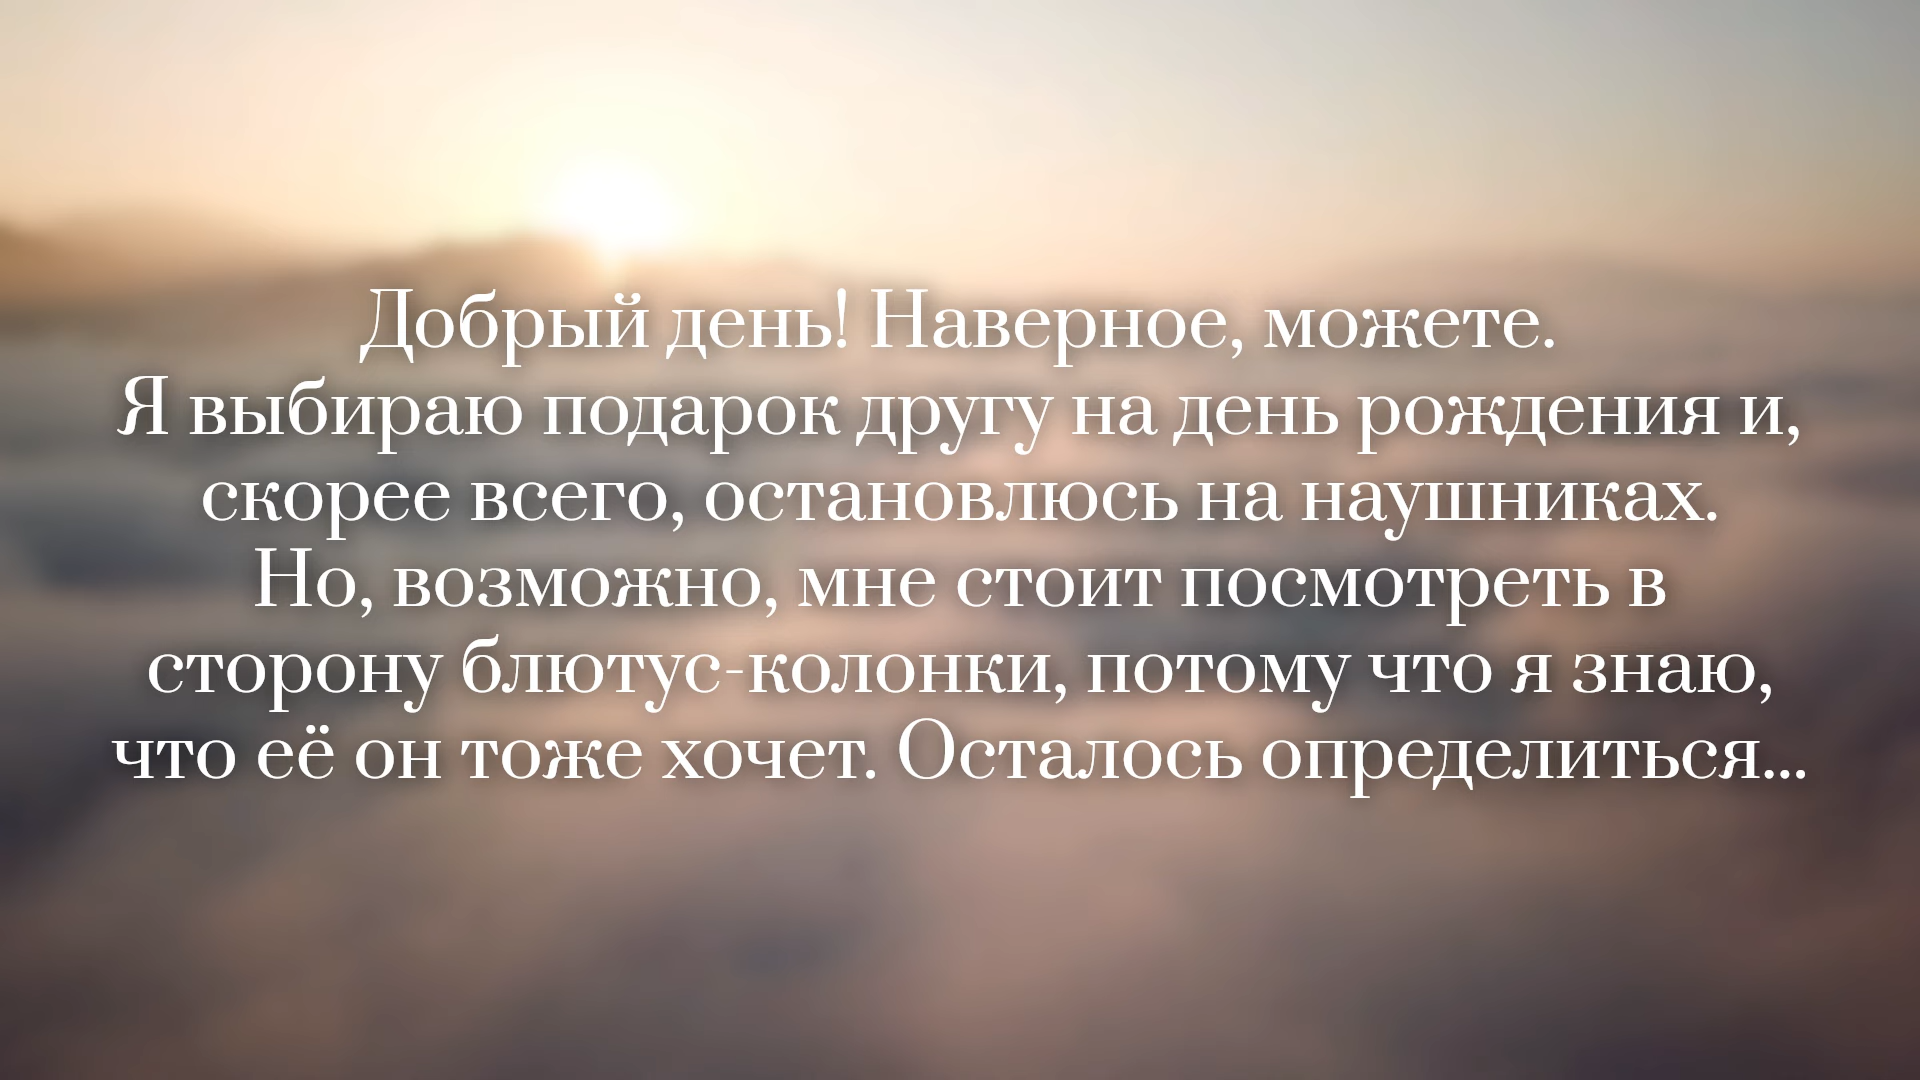 Добрый день! Наверное, можете.
Я выбираю подарок другу на день рождения и,
скорее всего, остановлюсь на наушниках.
Но, возможно, мне стоит посмотреть в
сторону блютус-колонки, потому что я знаю,
что её он тоже хочет. Осталось определиться...